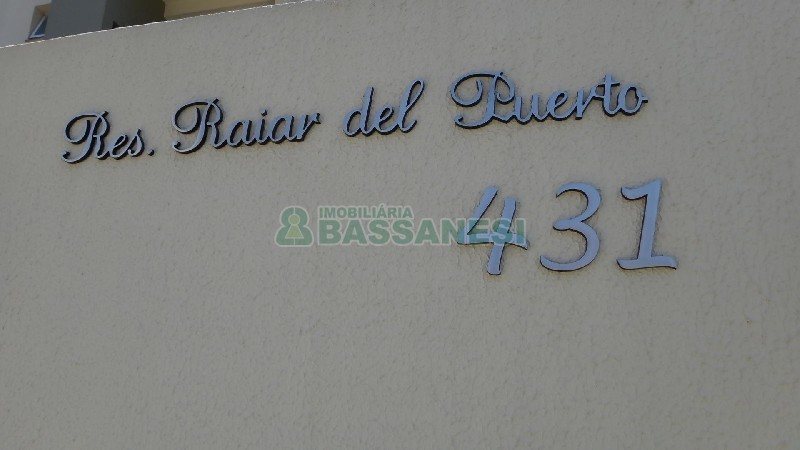 Res. Raiar del Puerto
431
IMOBILIÁRIA
BASSANESI